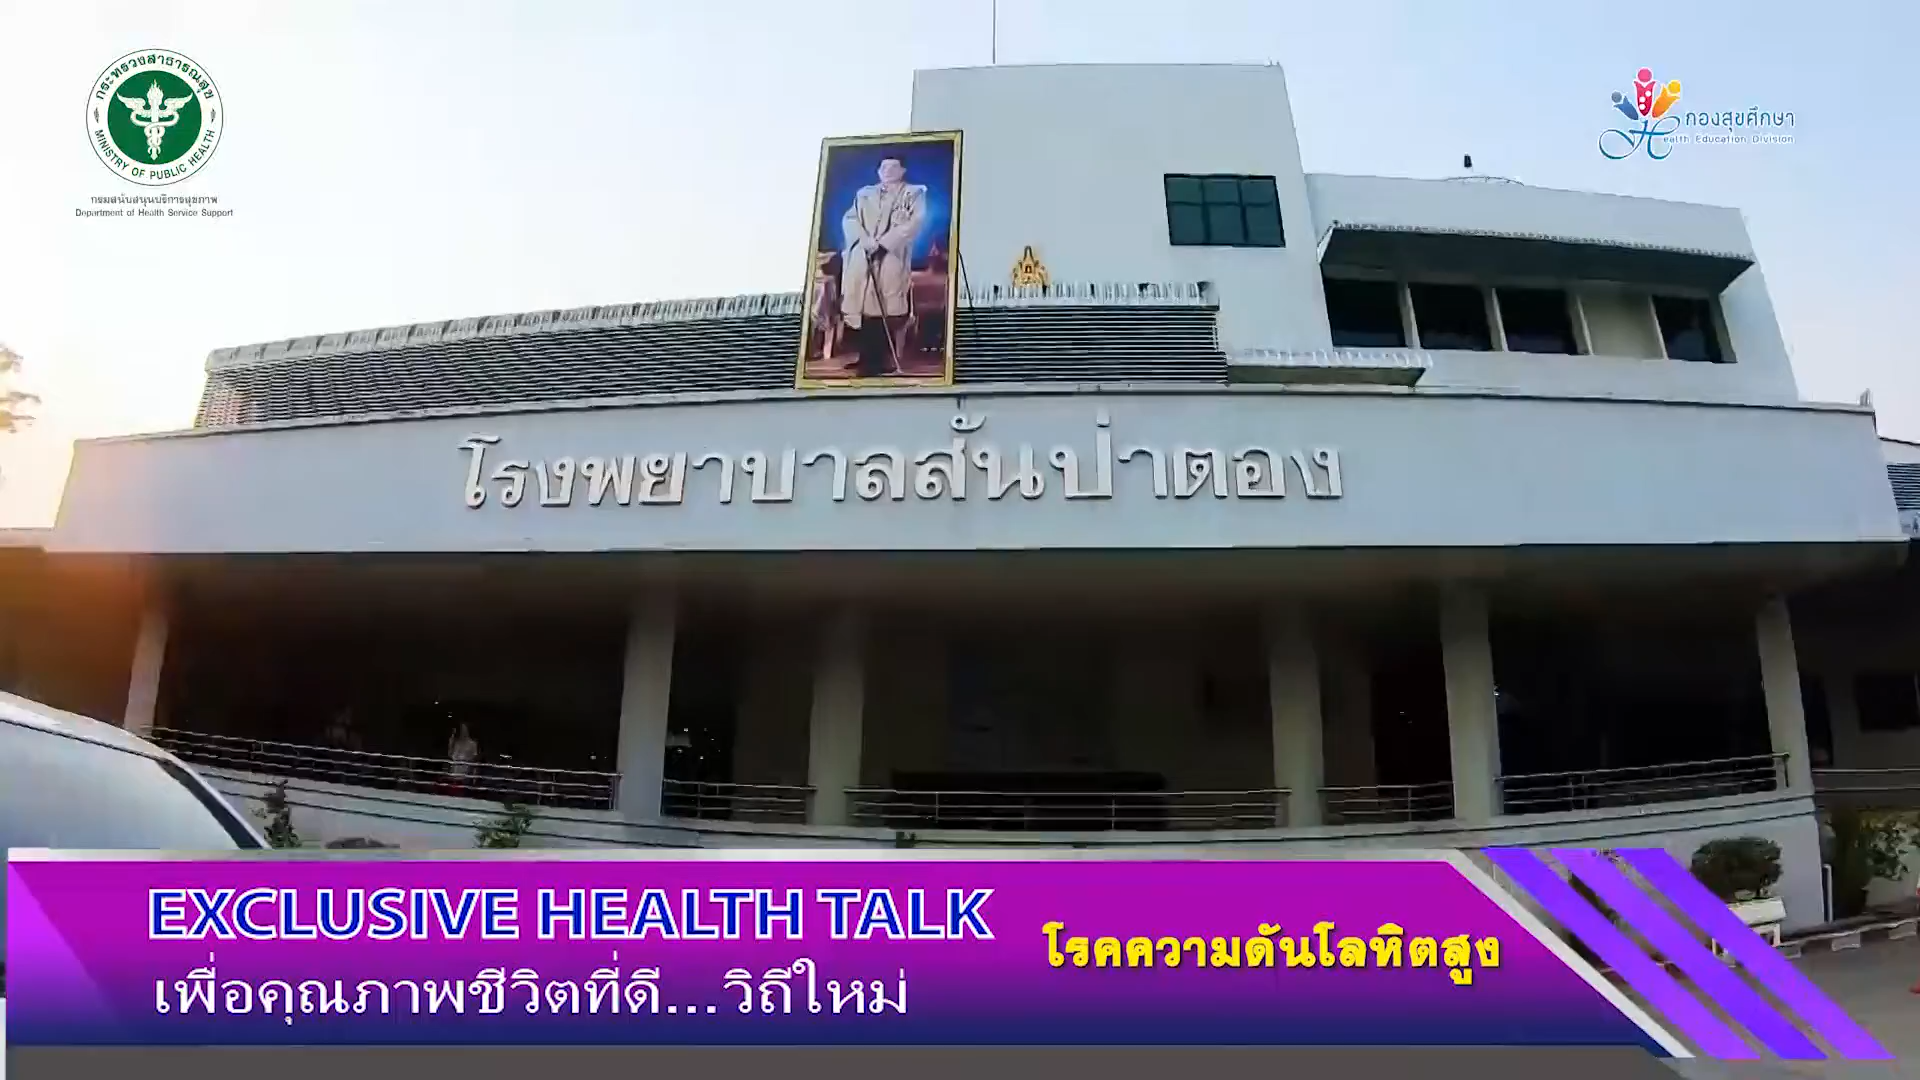 กระทรวงสาธารณสุข
MINISTRY OF PUBLIC HEALTH
กรมสนับสนุนบริการสุขภาพ
Department of Health Service Support
กองสุขศึกษา
Health Education Division
โรงพยาบาลสันป่าตอง
EXCLUSIVE HEALTH TALK
เพื่อคุณภาพชีวิตที่ดี...วิถีใหม่
โรคความดันโลหิตสูง